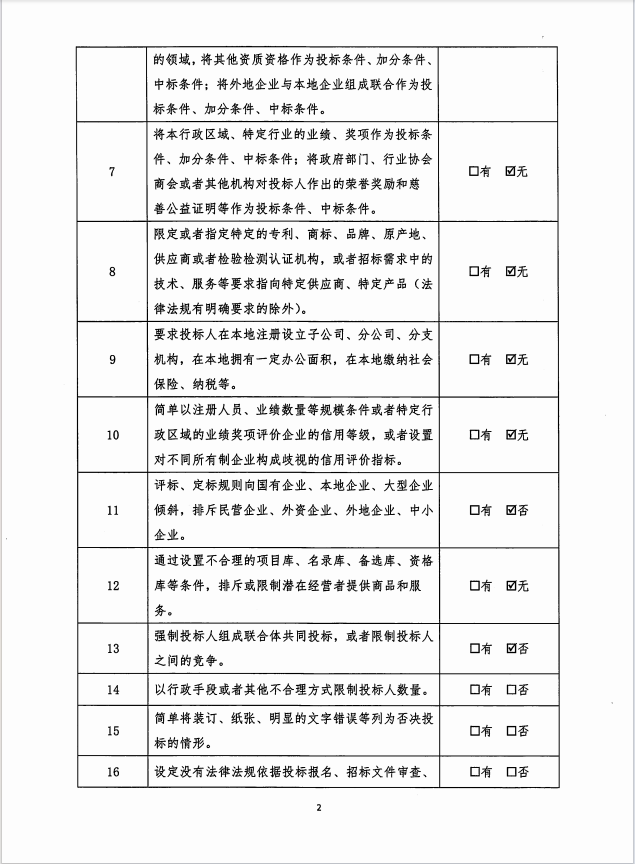 的领域，将其他资质资格作为投标条件、加分条件、
中标条件；将外地企业与本地企业组成联合作为投
标条件、加分条件、中标条件。
将本行政区域、特定行业的业绩、奖项作为投标条
件、加分条件、中标条件；将政府部门、行业协会
7
☐有 ☑无
商会或者其他机构对投标人作出的荣誉奖励和慈
善公益证明等作为投标条件、中标条件。
限定或者指定特定的专利、商标、品牌、原产地、
供应商或者检验检测认证机构，或者招标需求中的
8
☐有 ☑无
技术、服务等要求指向特定供应商、特定产品（法
律法规有明确要求的除外）。
要求投标人在本地注册设立子公司、分公司、分支
9
机构，在本地拥有一定办公面积，在本地缴纳社会
☐有 ☑无
保险、纳税等。
简单以注册人员、业绩数量等规模条件或者特定行
10
政区域的业绩奖项评价企业的信用等级，或者设置
☐有 ☑无
对不同所有制企业构成歧视的信用评价指标。
评标、定标规则向国有企业、本地企业、大型企业
11
倾斜，排斥民营企业、外资企业、外地企业、中小
☐有 ☑否
企业。
通过设置不合理的项目库、名录库、备选库、资格
12
库等条件，排斥或限制潜在经营者提供商品和服
☐有 ☑无
务。
13
强制投标人组成联合体共同投标，或者限制投标人
之间的竞争。
☐有 ☑否
14
以行政手段或者其他不合理方式限制投标人数量。
☐有 ☐否
15
简单将装订、纸张、明显的文字错误等列为否决投
标的情形。
☐有 ☐否
16
设定没有法律法规依据投标报名、招标文件审查、
☐有 ☐否
2